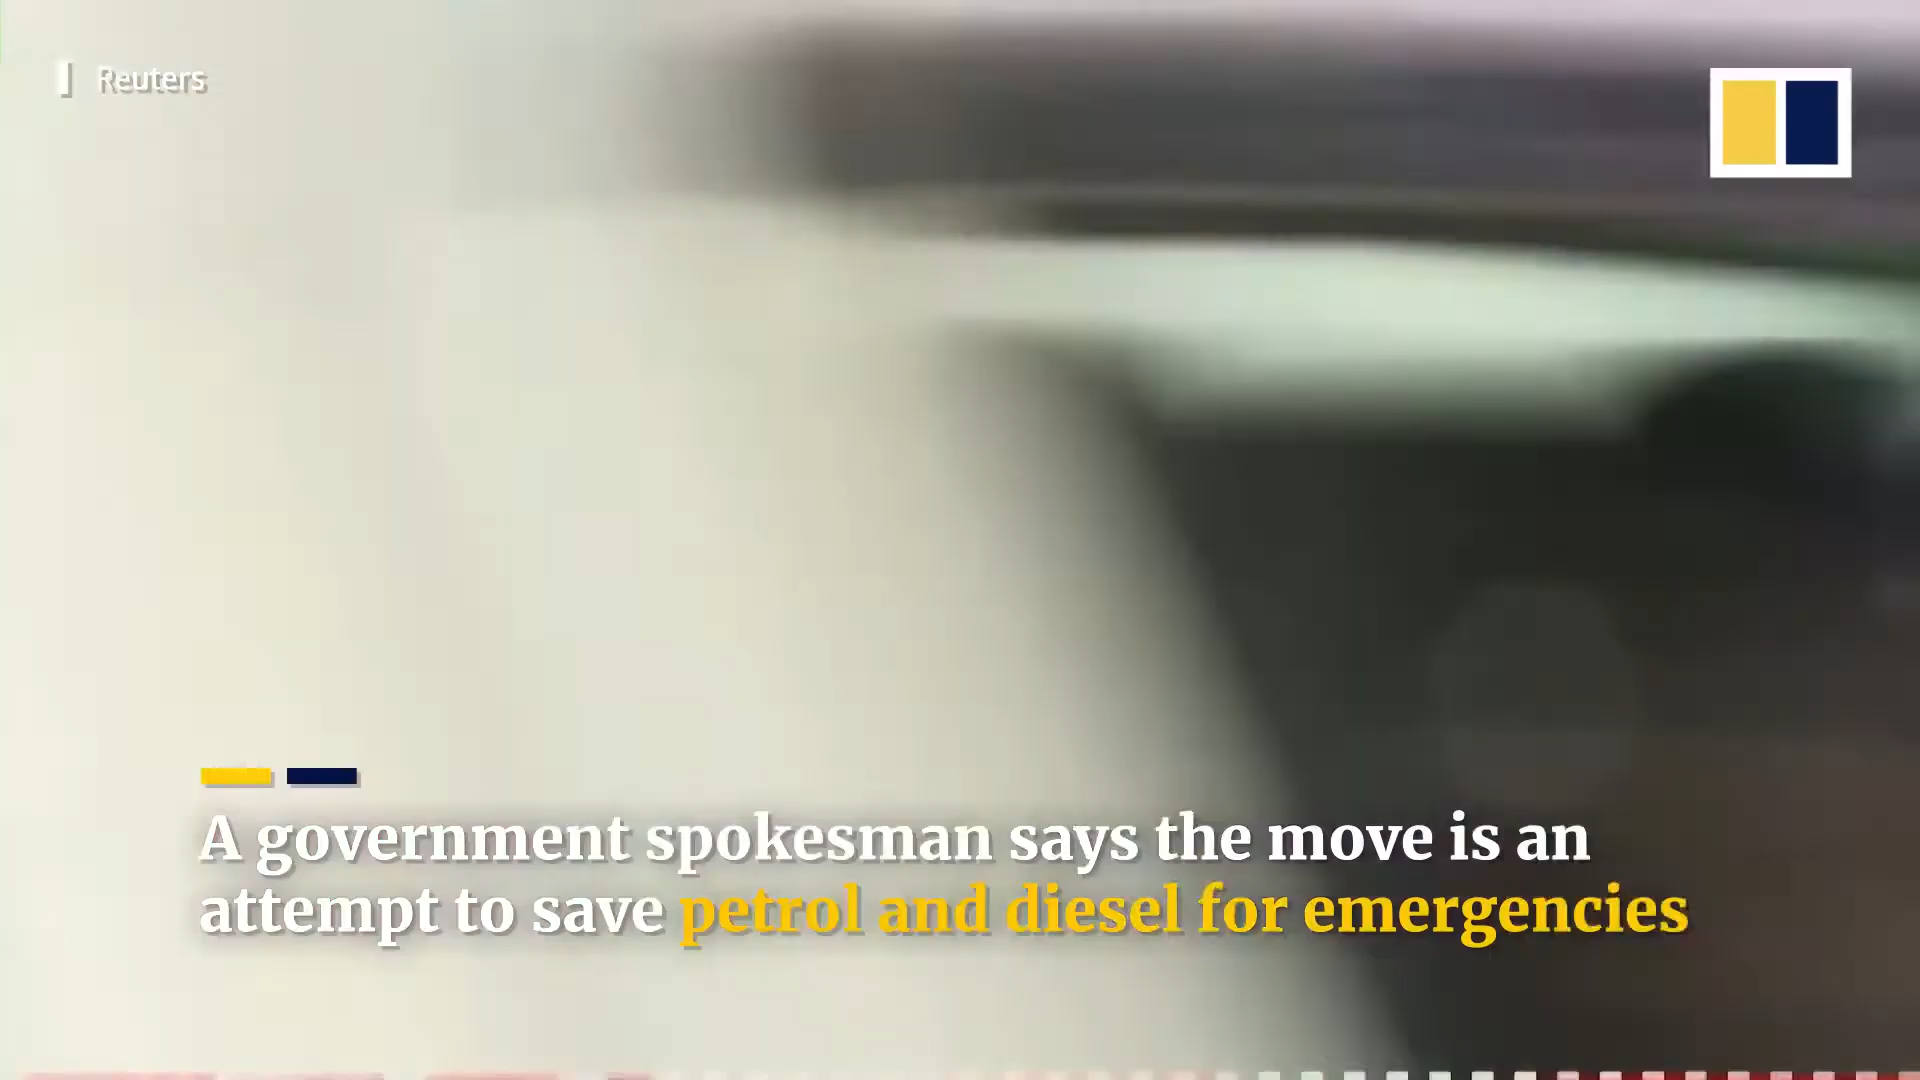 Reuters
A government spokesman says the move is an
attempt to save petrol and diesel for emergencies